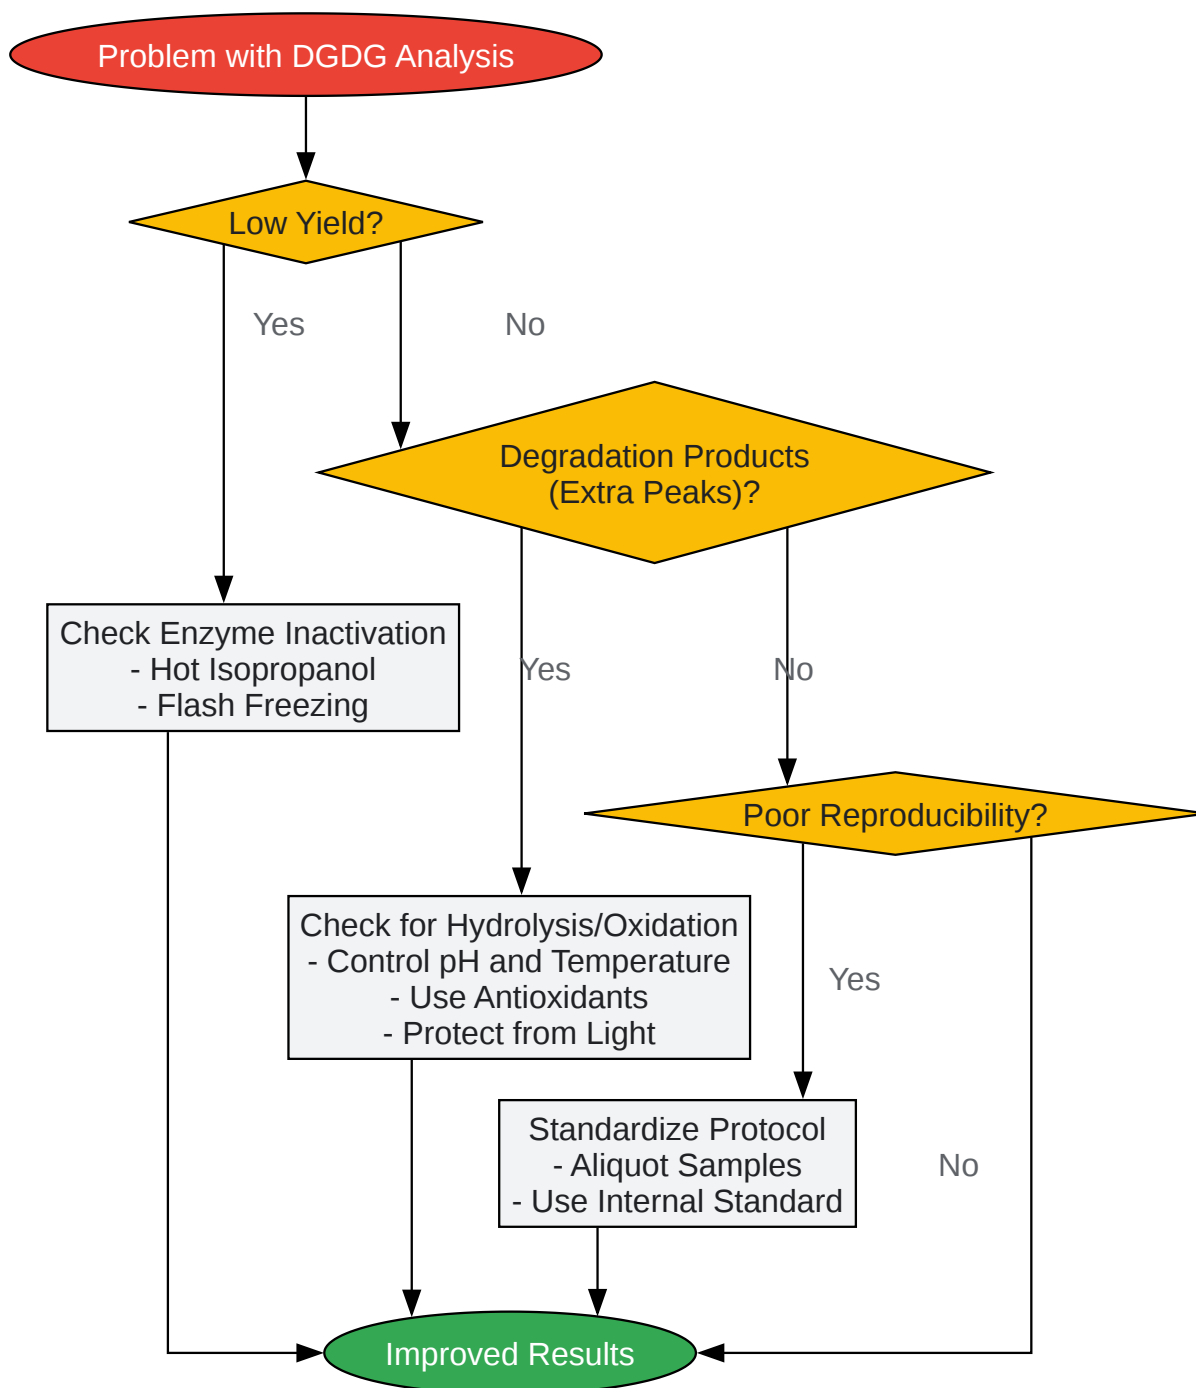 Problem with DGDG Analysis
Low Yield?
Yes
No
Degradation Products
(Extra Peaks)?
Check Enzyme Inactivation
- Hot Isopropanol
- Flash Freezing
Yes
No
Poor Reproducibility?
Check for Hydrolysis/Oxidation
- Control pH and Temperature
- Use Antioxidants
- Protect from Light
Yes
Standardize Protocol
- Aliquot Samples
- Use Internal Standard
No
Improved Results